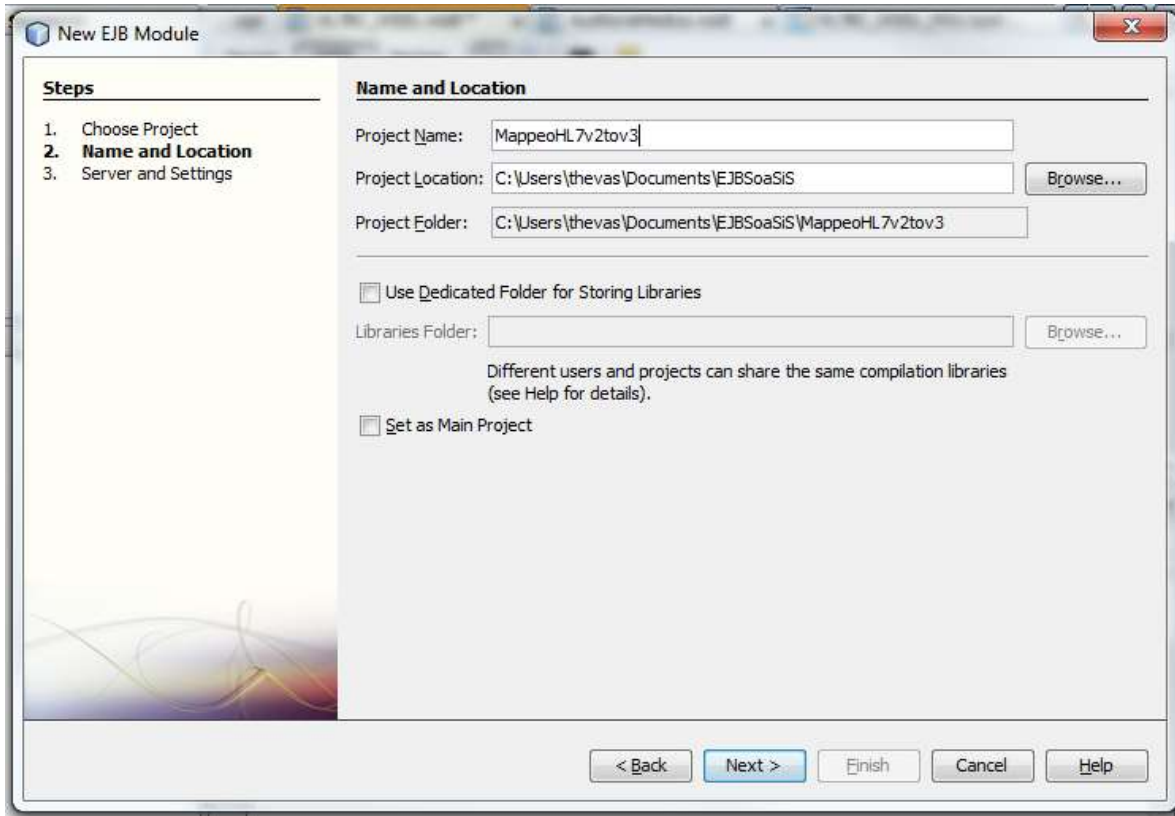 New EJB Module
Steps
1. Choose Project
2. Name and Location
3. Server and Settings
Name and Location
Project Name: MappeoHL7v2tov3
Project Location: C:\Users\thevas\Documents\EJBSoaSiS Browse...
Project Folder: C:\Users\thevas\Documents\EJBSoaSiS\MappeoHL7v2tov3
Use Dedicated Folder for Storing Libraries
Libraries Folder: Browse...
Different users and projects can share the same compilation libraries
(see Help for details).
Set as Main Project
< Back Next > Finish Cancel Help